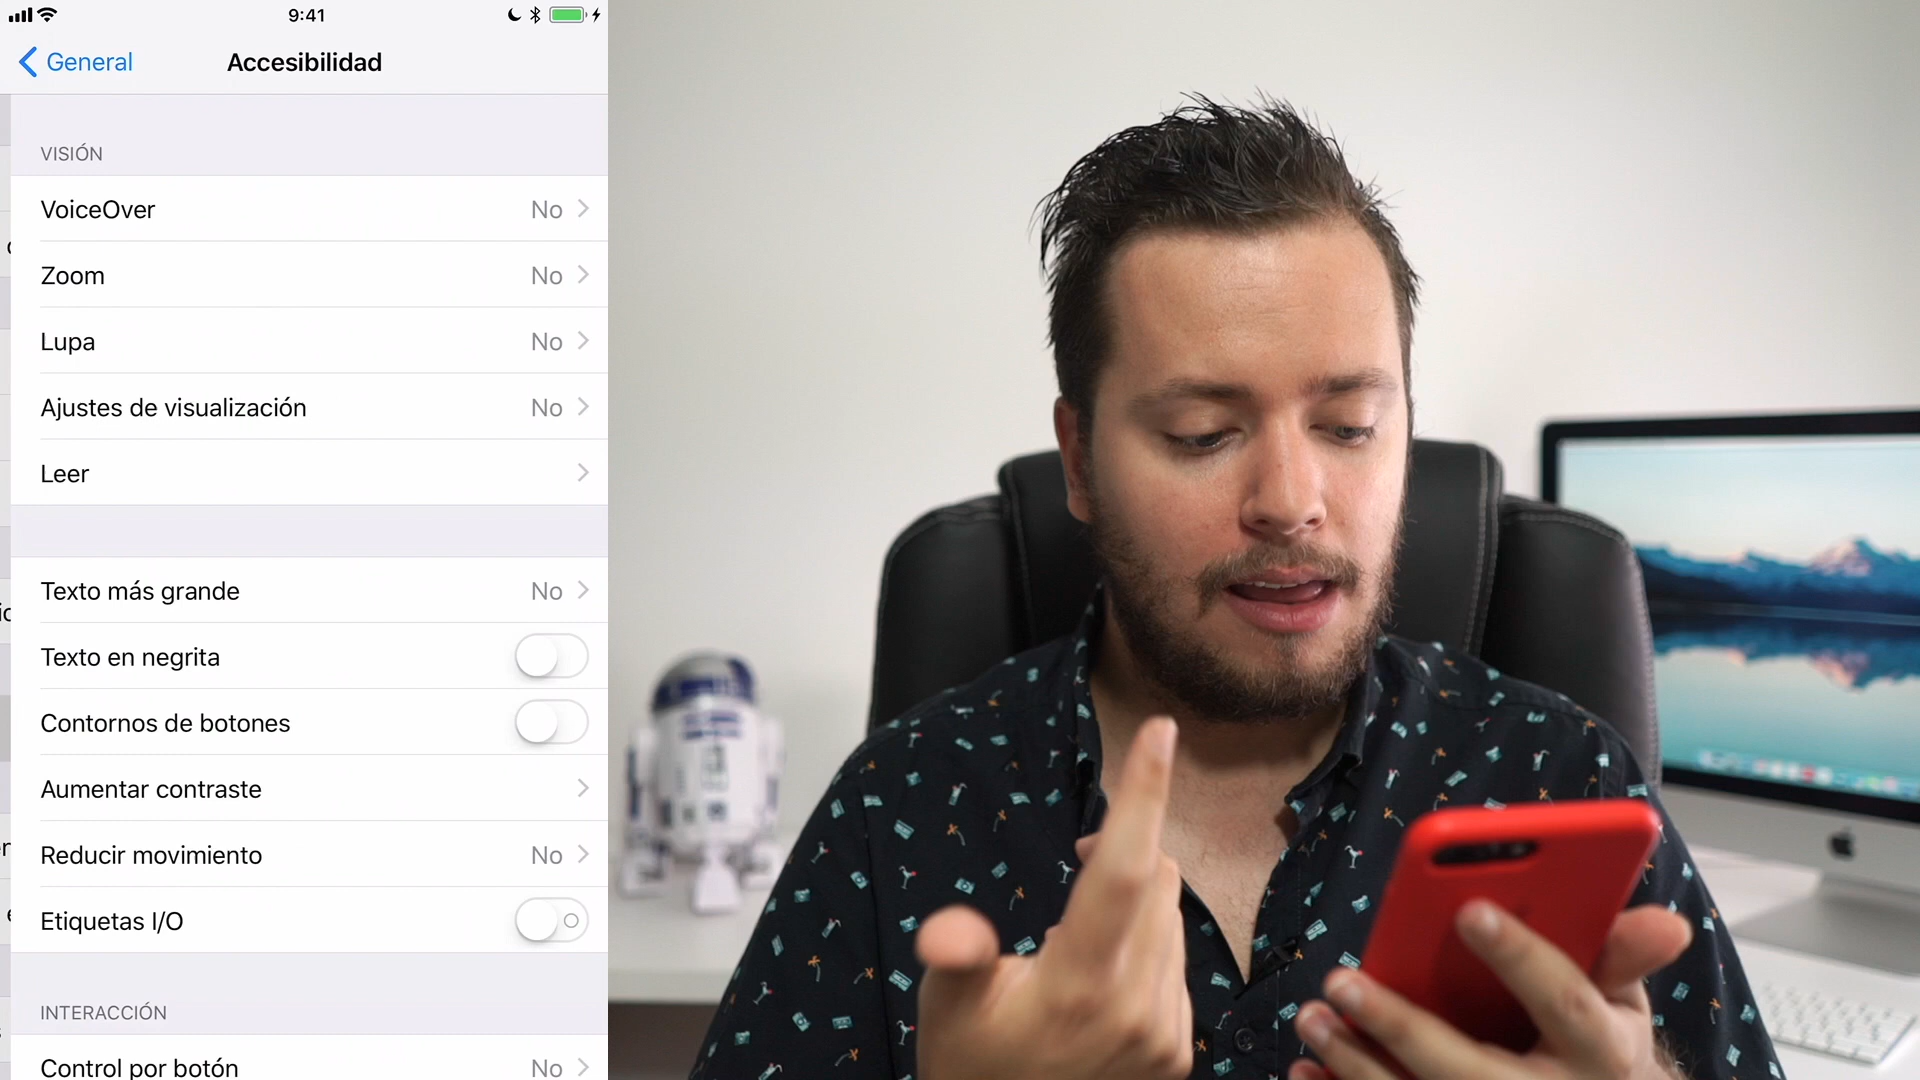 9:41
General
Accesibilidad
VISIÓN
VoiceOver No
Zoom No
Lupa No
Ajustes de visualización No
Leer
Texto más grande No
Texto en negrita
Contornos de botones
Aumentar contraste
Reducir movimiento No
Etiquetas I/O
INTERACCIÓN
Control por botón No